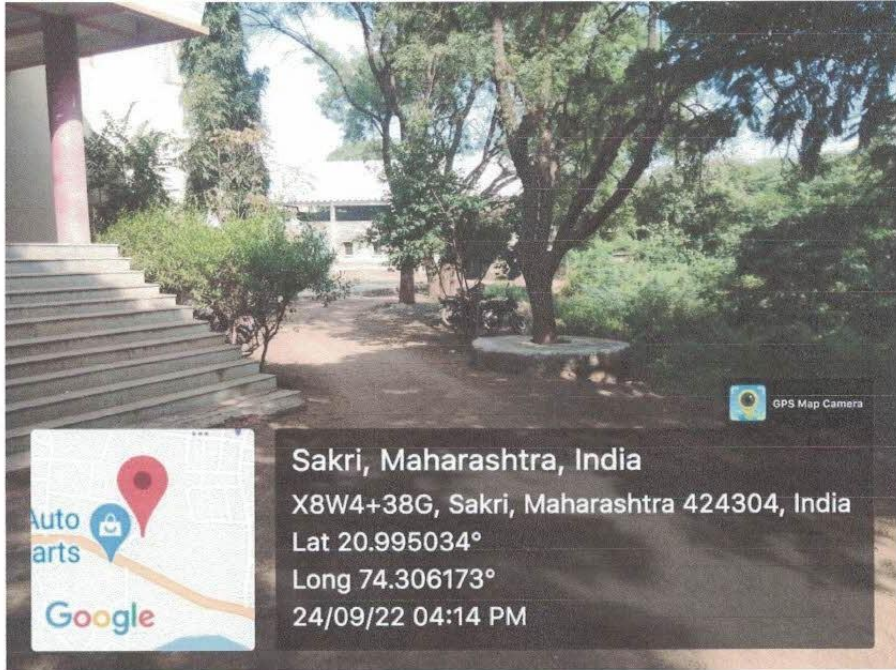 GPS Map Camera
Sakri, Maharashtra, India
X8W4+38G, Sakri, Maharashtra 424304, India
Lat 20.995034°
Long 74.306173°
24/09/22 04:14 PM
Auto
arts
Google